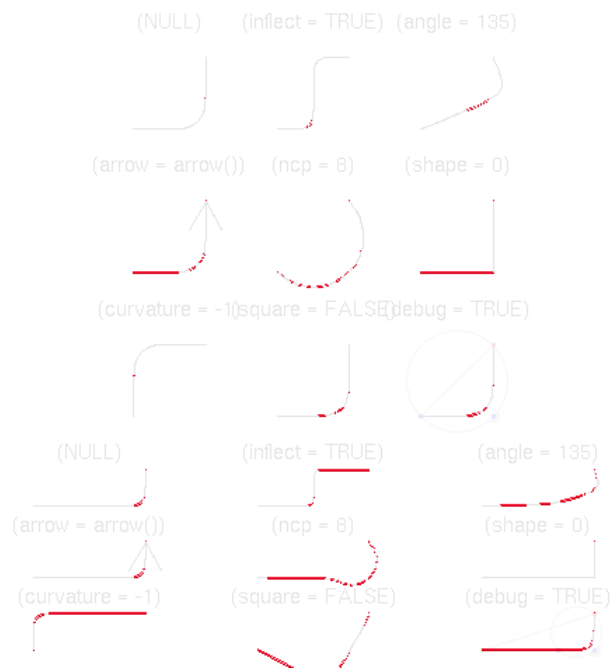 (NULL) (inflect = TRUE) (angle = 135)
(arrow = arrow()) (ncp = 8) (shape = 0)
(curvature = -1) (square = FALSE) (debug = TRUE)
(NULL) (inflect = TRUE) (angle = 135)
(arrow = arrow()) (ncp = 8) (shape = 0)
(curvature = -1) (square = FALSE) (debug = TRUE)